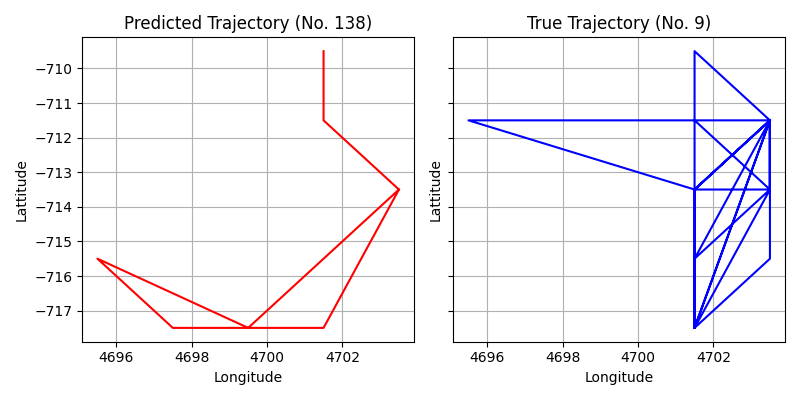 Predicted Trajectory (No. 138)
True Trajectory (No. 9)
Lattitude
−710
−711
−712
−713
−714
−715
−716
−717
4696
4698
4700
4702
Longitude
Lattitude
4696
4698
4700
4702
Longitude